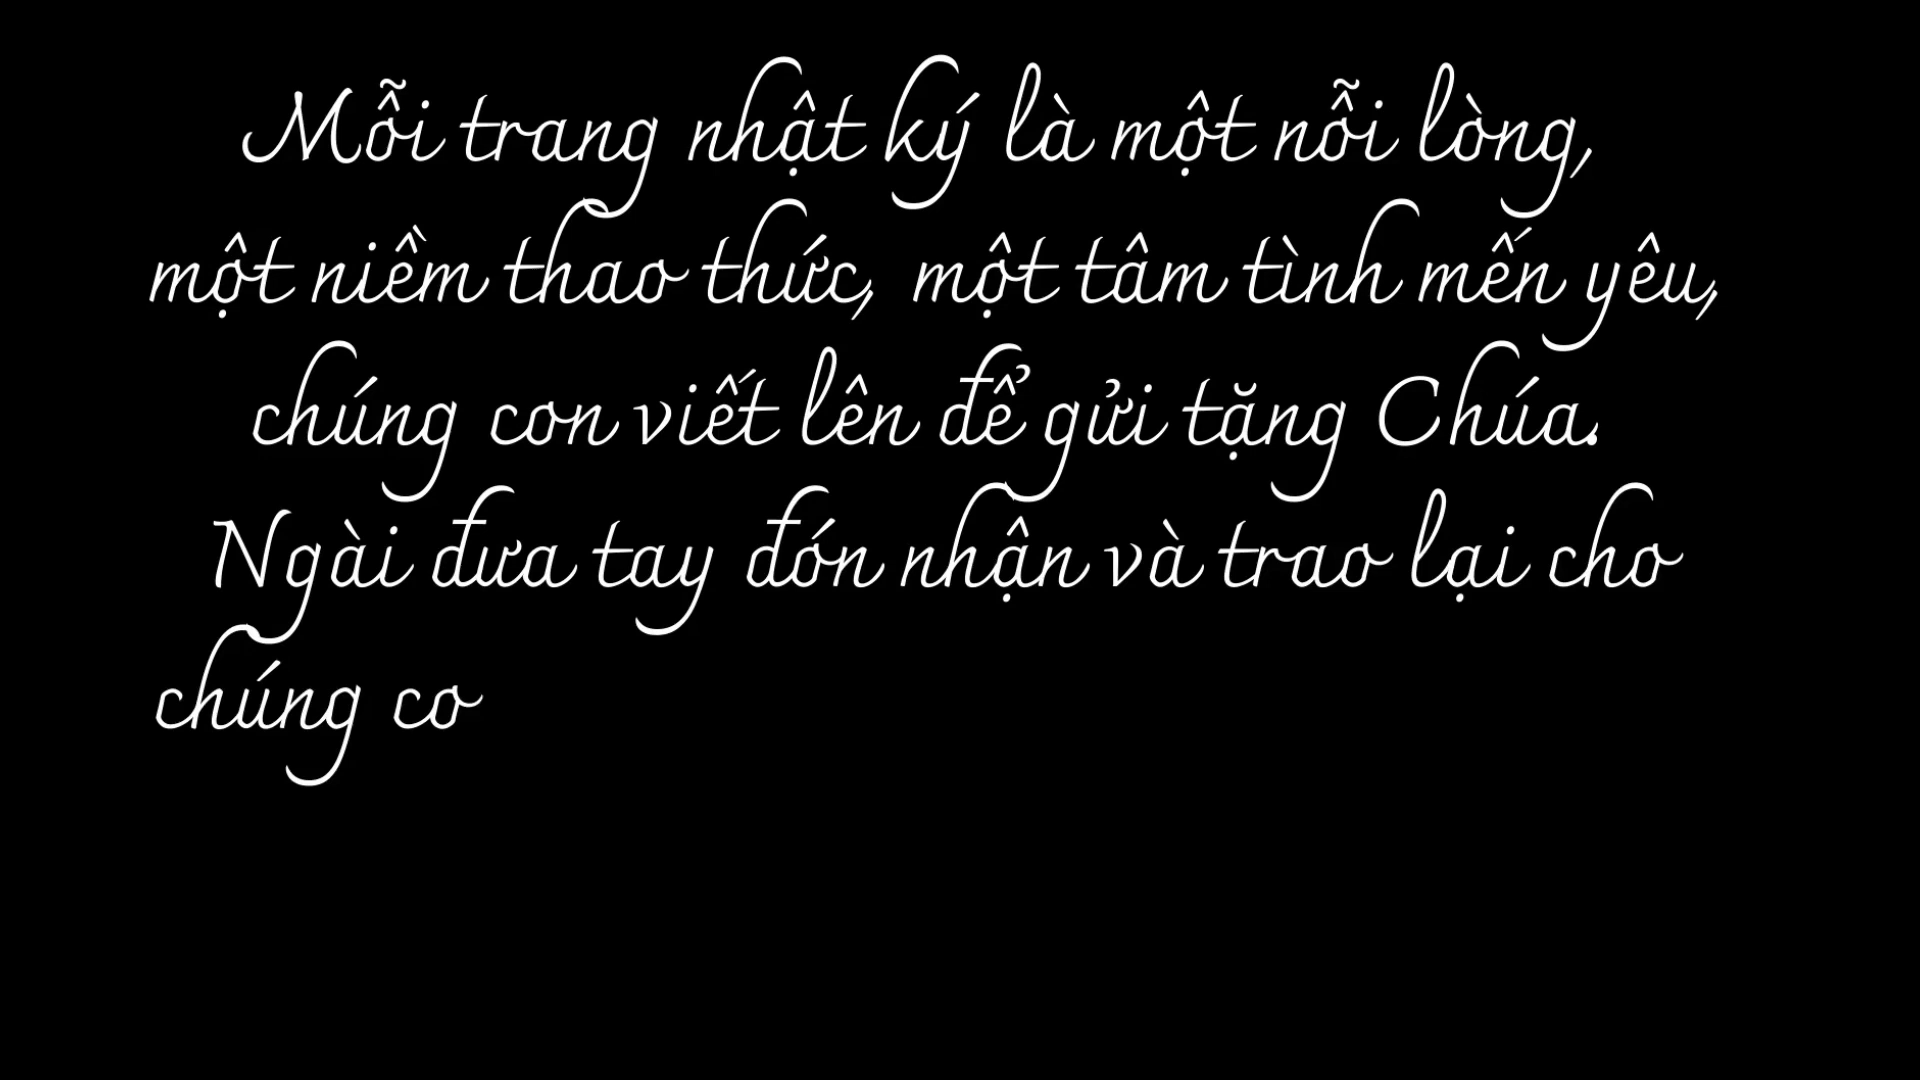 Mỗi trang nhật ký là một nỗi lòng,
một niềm thao thức, một tâm tình mến yêu,
chúng con viết lên để gửi tặng Chúa.
Ngài đưa tay đón nhận và trao lại cho
chúng co